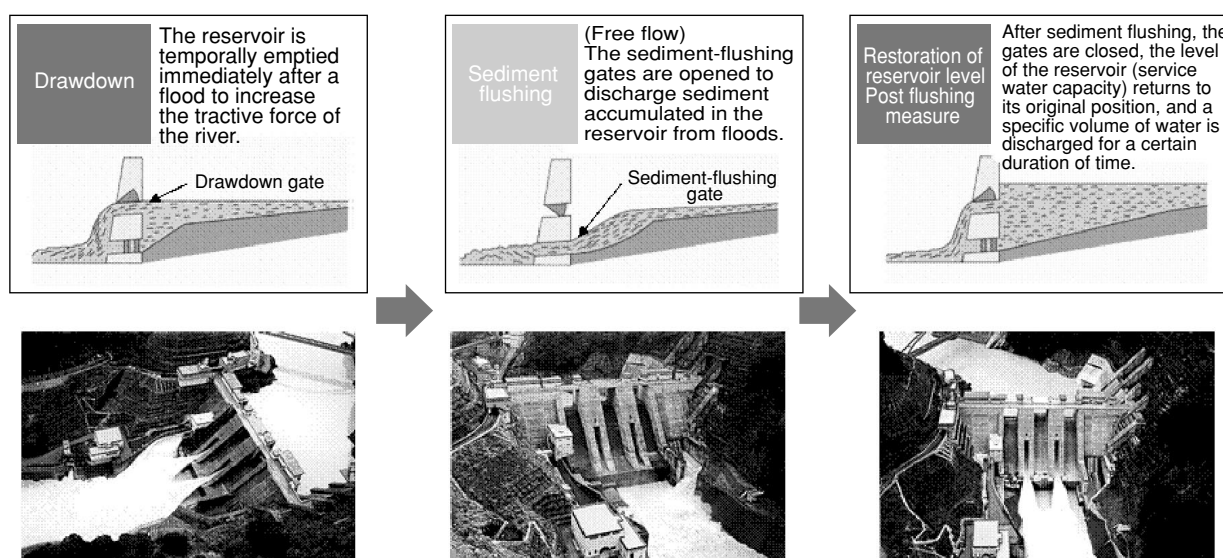 Drawdown
The reservoir is
temporally emptied
immediately after a
flood to increase
the tractive force of
the river.
Drawdown gate
Sediment
flushing
(Free flow)
The sediment-flushing
gates are opened to
discharge sediment
accumulated in the
reservoir from floods.
Sediment-flushing
gate
Restoration of
reservoir level
Post flushing
measure
After sediment flushing, the
gates are closed, the level
of the reservoir (service
water capacity) returns to
its original position, and a
specific volume of water is
discharged for a certain
duration of time.